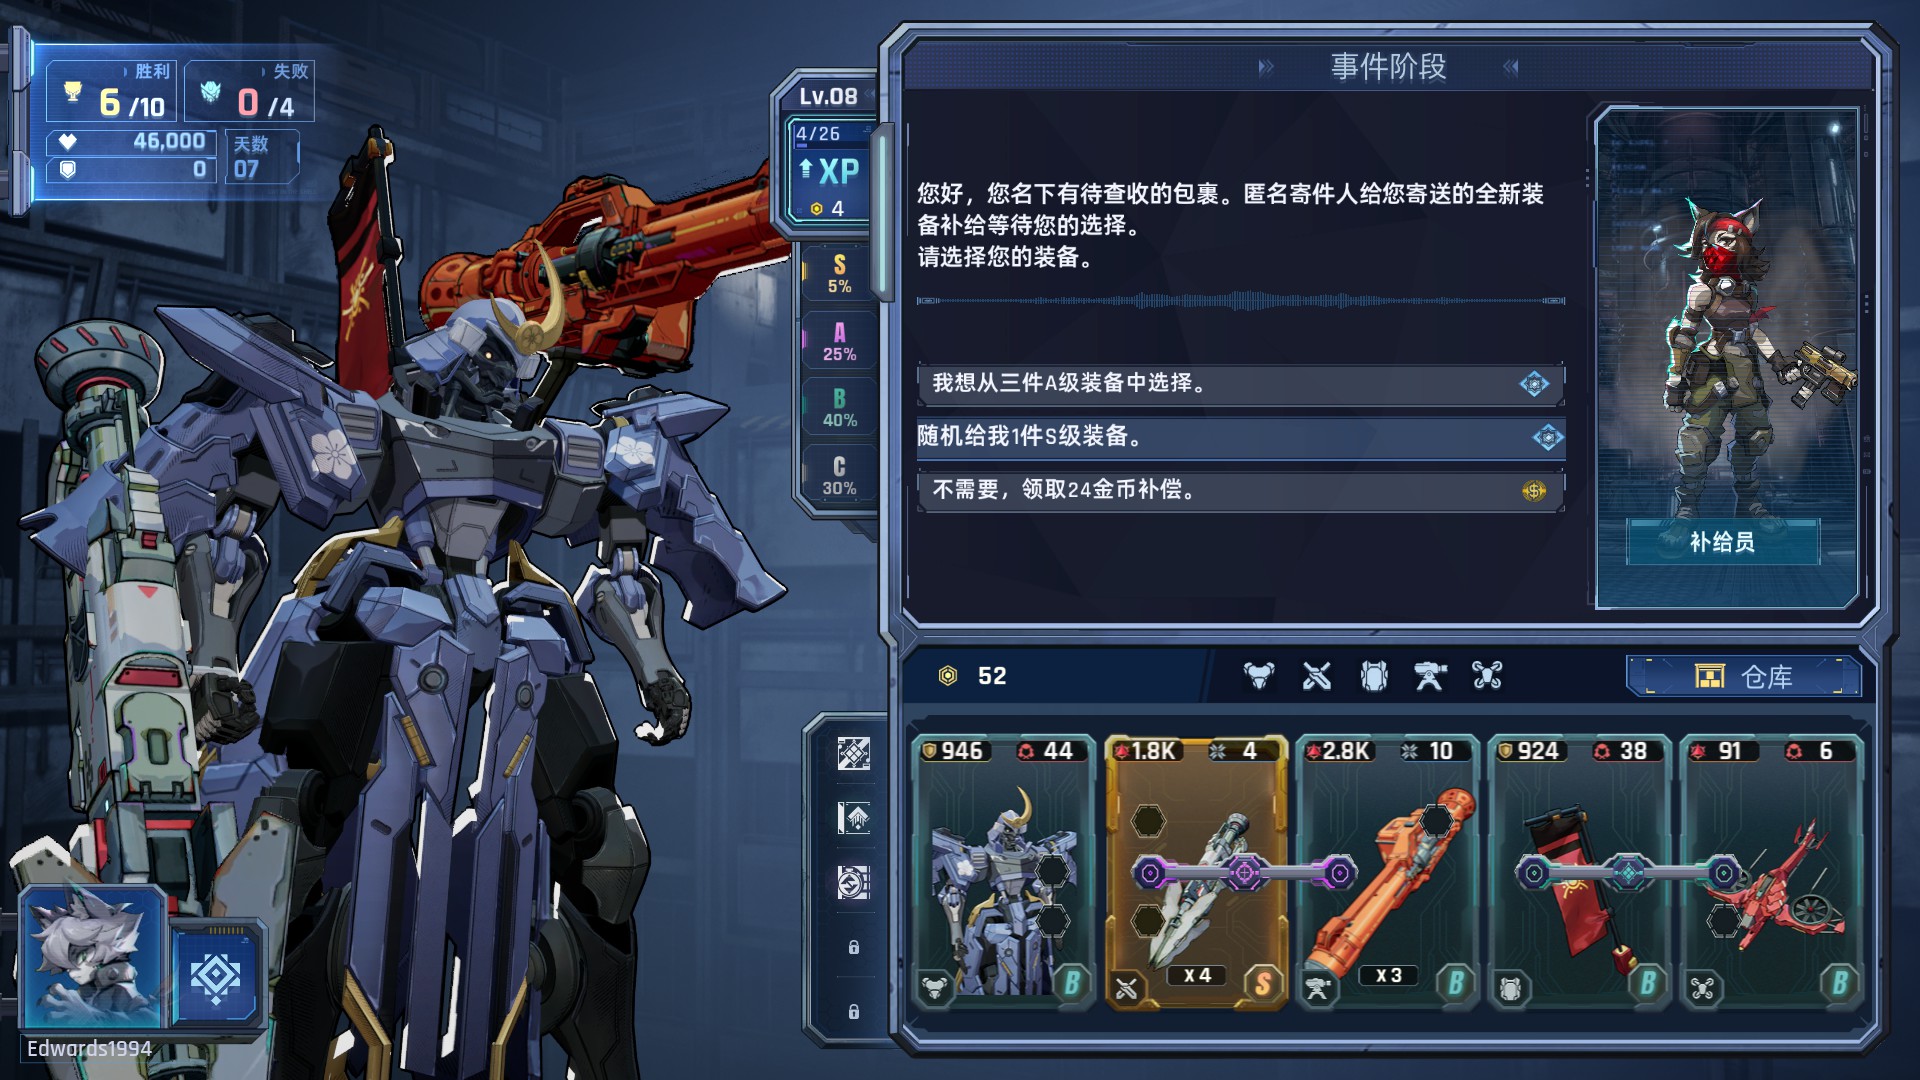 胜利
6/10
失败
0/4
46,000
0
天数
07
Lv.08
4/26
XP
4
S
5%
A
25%
B
40%
C
30%
事件阶段
您好，您名下有待查收的包裹。匿名寄件人给您寄送的全新装
备补给等待您的选择。
请选择您的装备。
我想从三件A级装备中选择。
随机给我1件S级装备。
不需要，领取24金币补偿。
补给员
52
仓库
946
44
1.8K
4
2.8K
10
924
38
91
6
B
x4
S
x3
B
B
B
Edwards1994